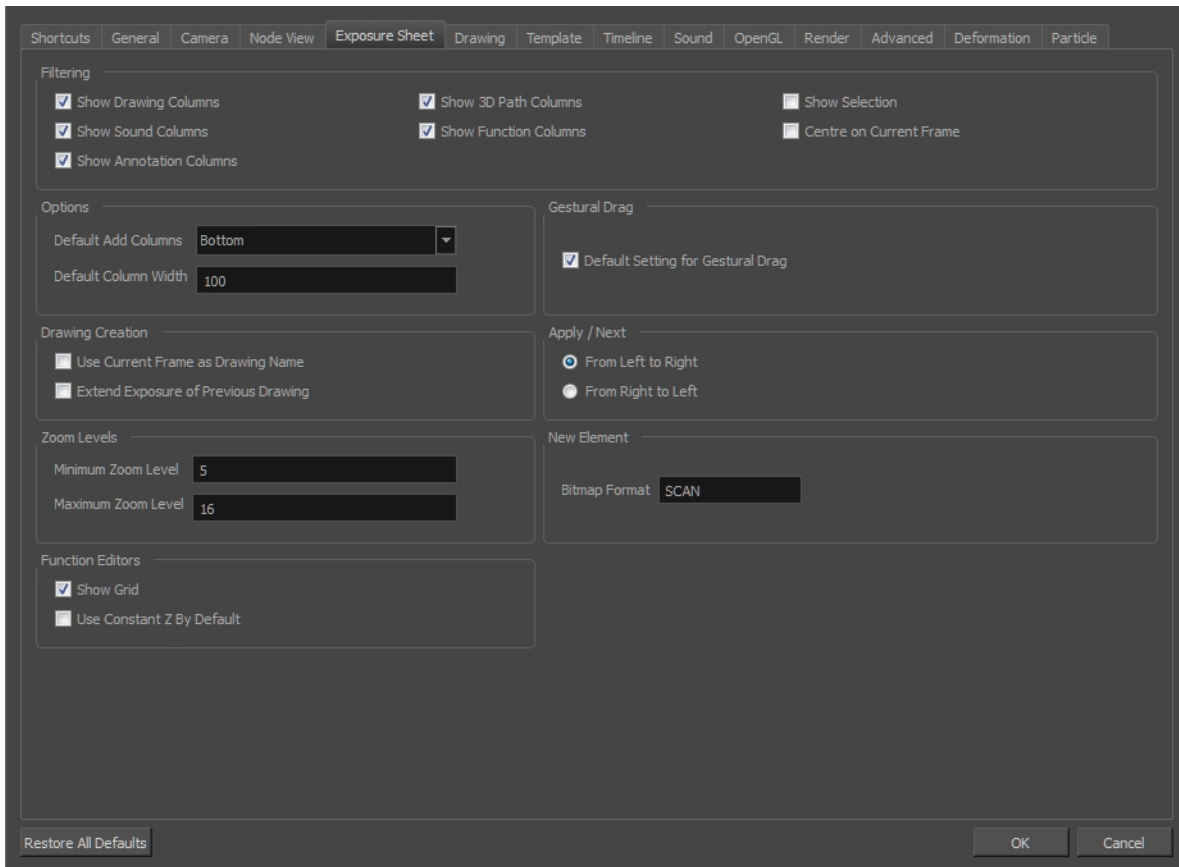 Shortcuts General Camera Node View Exposure Sheet Drawing Template Timeline Sound OpenGL Render Advanced Deformation Particle
Filtering
Show Drawing Columns Show 3D Path Columns Show Selection
Show Sound Columns Show Function Columns Centre on Current Frame
Show Annotation Columns
Options
Default Add Columns Bottom
Default Column Width 100
Gestural Drag
Default Setting for Gestural Drag
Drawing Creation
Use Current Frame as Drawing Name
Extend Exposure of Previous Drawing
Apply / Next
From Left to Right
From Right to Left
Zoom Levels
Minimum Zoom Level 5
Maximum Zoom Level 16
New Element
Bitmap Format SCAN
Function Editors
Show Grid
Use Constant Z By Default
Restore All Defaults OK Cancel